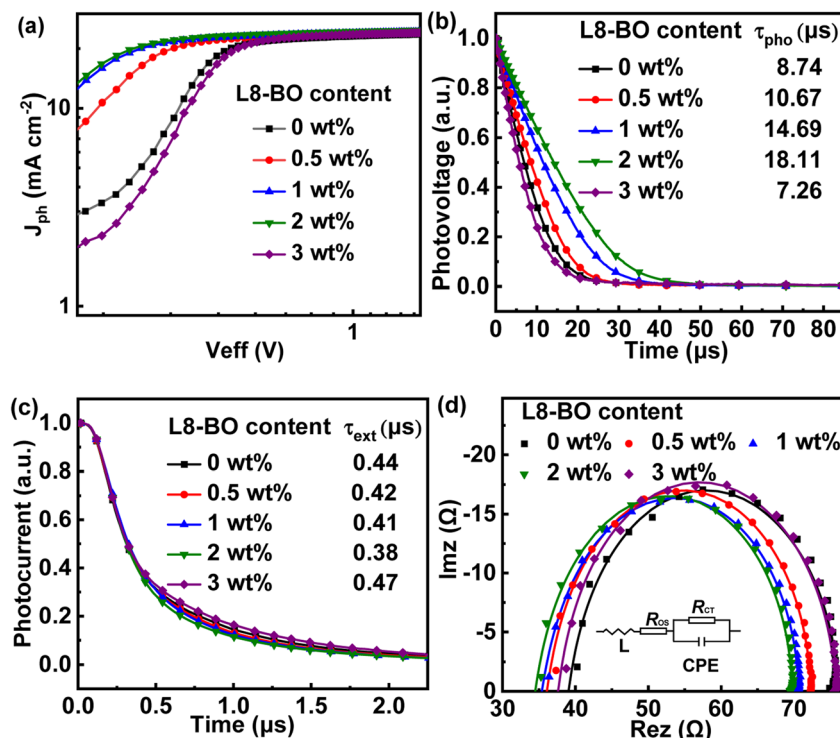 (a)
J_ph (mA cm⁻²)
10
1
L8-BO content
0 wt%
0.5 wt%
1 wt%
2 wt%
3 wt%
1
Veff (V)
(b)
Photovoltage (a.u.)
1.0
0.8
0.6
0.4
0.2
0.0
L8-BO content τ_pho (μs)
0 wt% 8.74
0.5 wt% 10.67
1 wt% 14.69
2 wt% 18.11
3 wt% 7.26
0 10 20 30 40 50 60 70 80
Time (μs)
(c)
Photocurrent (a.u.)
1.0
0.8
0.6
0.4
0.2
0.0
L8-BO content τ_ext (μs)
0 wt% 0.44
0.5 wt% 0.42
1 wt% 0.41
2 wt% 0.38
3 wt% 0.47
0.0 0.5 1.0 1.5 2.0
Time (μs)
(d)
L8-BO content
0 wt% 0.5 wt% 1 wt%
2 wt% 3 wt%
Imz (Ω)
-20
-15
-10
-5
0
R_CT
R_OS
L
CPE
30 40 50 60 70
Rez (Ω)